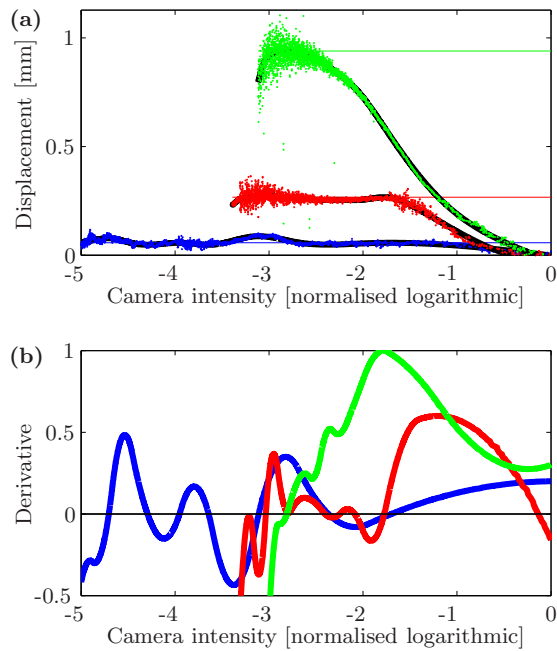 (a)
Displacement [mm]
1
0.5
0
-5 -4 -3 -2 -1 0
Camera intensity [normalised logarithmic]
(b)
Derivative
1
0.5
0
-0.5
-5 -4 -3 -2 -1 0
Camera intensity [normalised logarithmic]